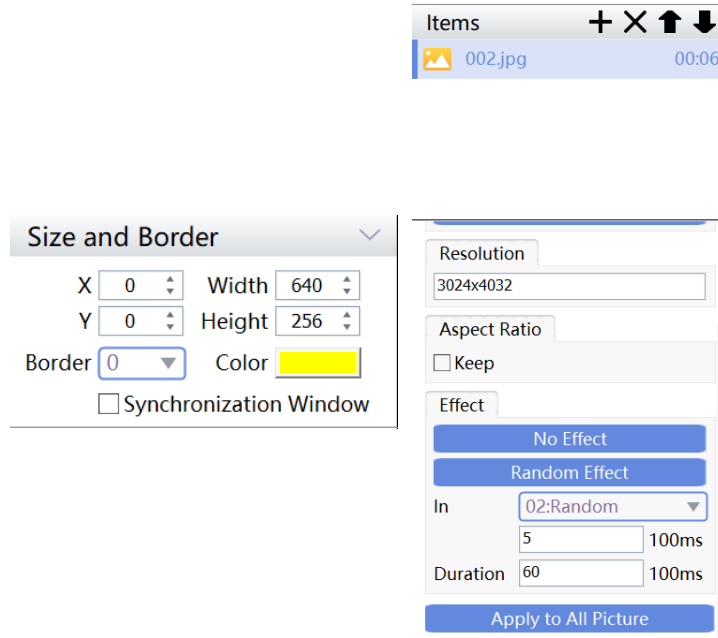 Items
002.jpg 00:06
Size and Border
X 0 Width 640
Y 0 Height 256
Border 0 Color
Synchronization Window
Resolution
3024x4032
Aspect Ratio
Keep
Effect
No Effect
Random Effect
In 02:Random
5 100ms
Duration 60 100ms
Apply to All Picture